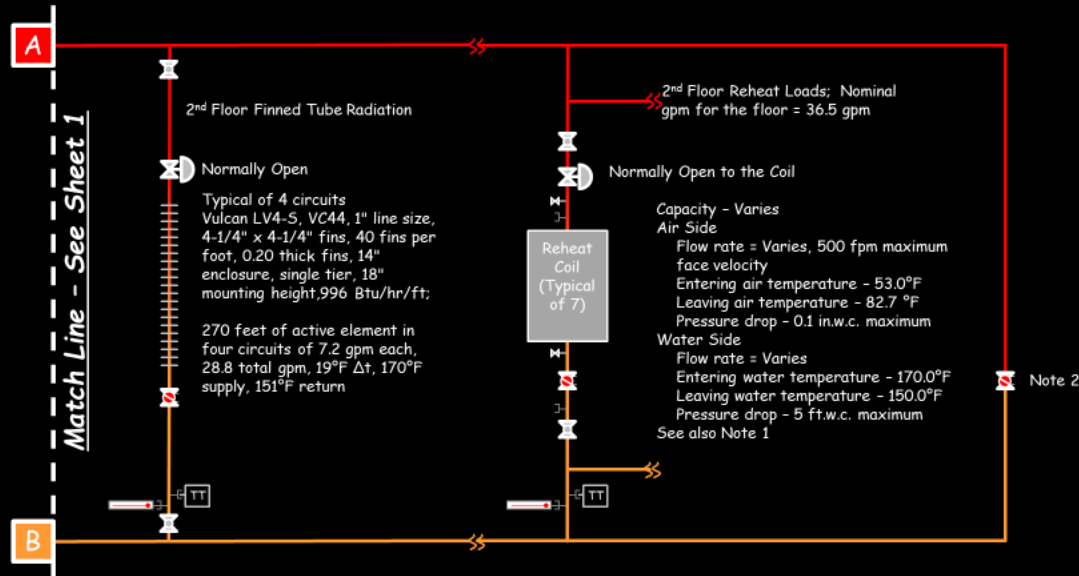 A
Match Line - See Sheet 1
2nd Floor Finned Tube Radiation
Normally Open
Typical of 4 circuits
Vulcan LV4-S, VC44, 1" line size,
4-1/4" x 4-1/4" fins, 40 fins per
foot, 0.20 thick fins, 14"
enclosure, single tier, 18"
mounting height,996 Btu/hr/ft;
270 feet of active element in
four circuits of 7.2 gpm each,
28.8 total gpm, 19°F Δt, 170°F
supply, 151°F return
TT
2nd Floor Reheat Loads; Nominal
gpm for the floor = 36.5 gpm
Normally Open to the Coil
Reheat
Coil
(Typical
of 7)
Capacity – Varies
Air Side
Flow rate = Varies, 500 fpm maximum
face velocity
Entering air temperature – 53.0°F
Leaving air temperature – 82.7 °F
Pressure drop – 0.1 in.w.c. maximum
Water Side
Flow rate = Varies
Entering water temperature – 170.0°F
Leaving water temperature – 150.0°F
Pressure drop – 5 ft.w.c. maximum
See also Note 1
TT
Note 2
B